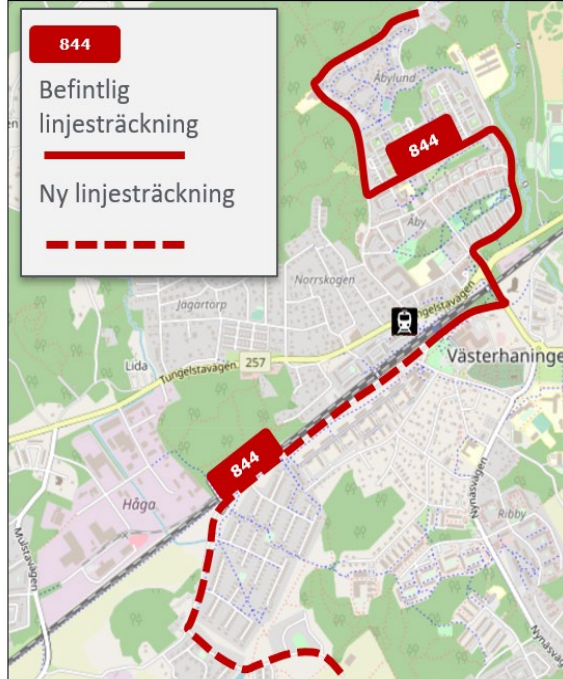 844
Befintlig
linjesträckning
Ny linjesträckning
Åbylund
844
Åby
Norrskogen
Jägartorp
Tungelstavägen
Lida
Tungelstavägen
257
Västerhaninge
844
Håga
Nynäsvägen
Ribby
Mulstavägen
Nynäsvägen